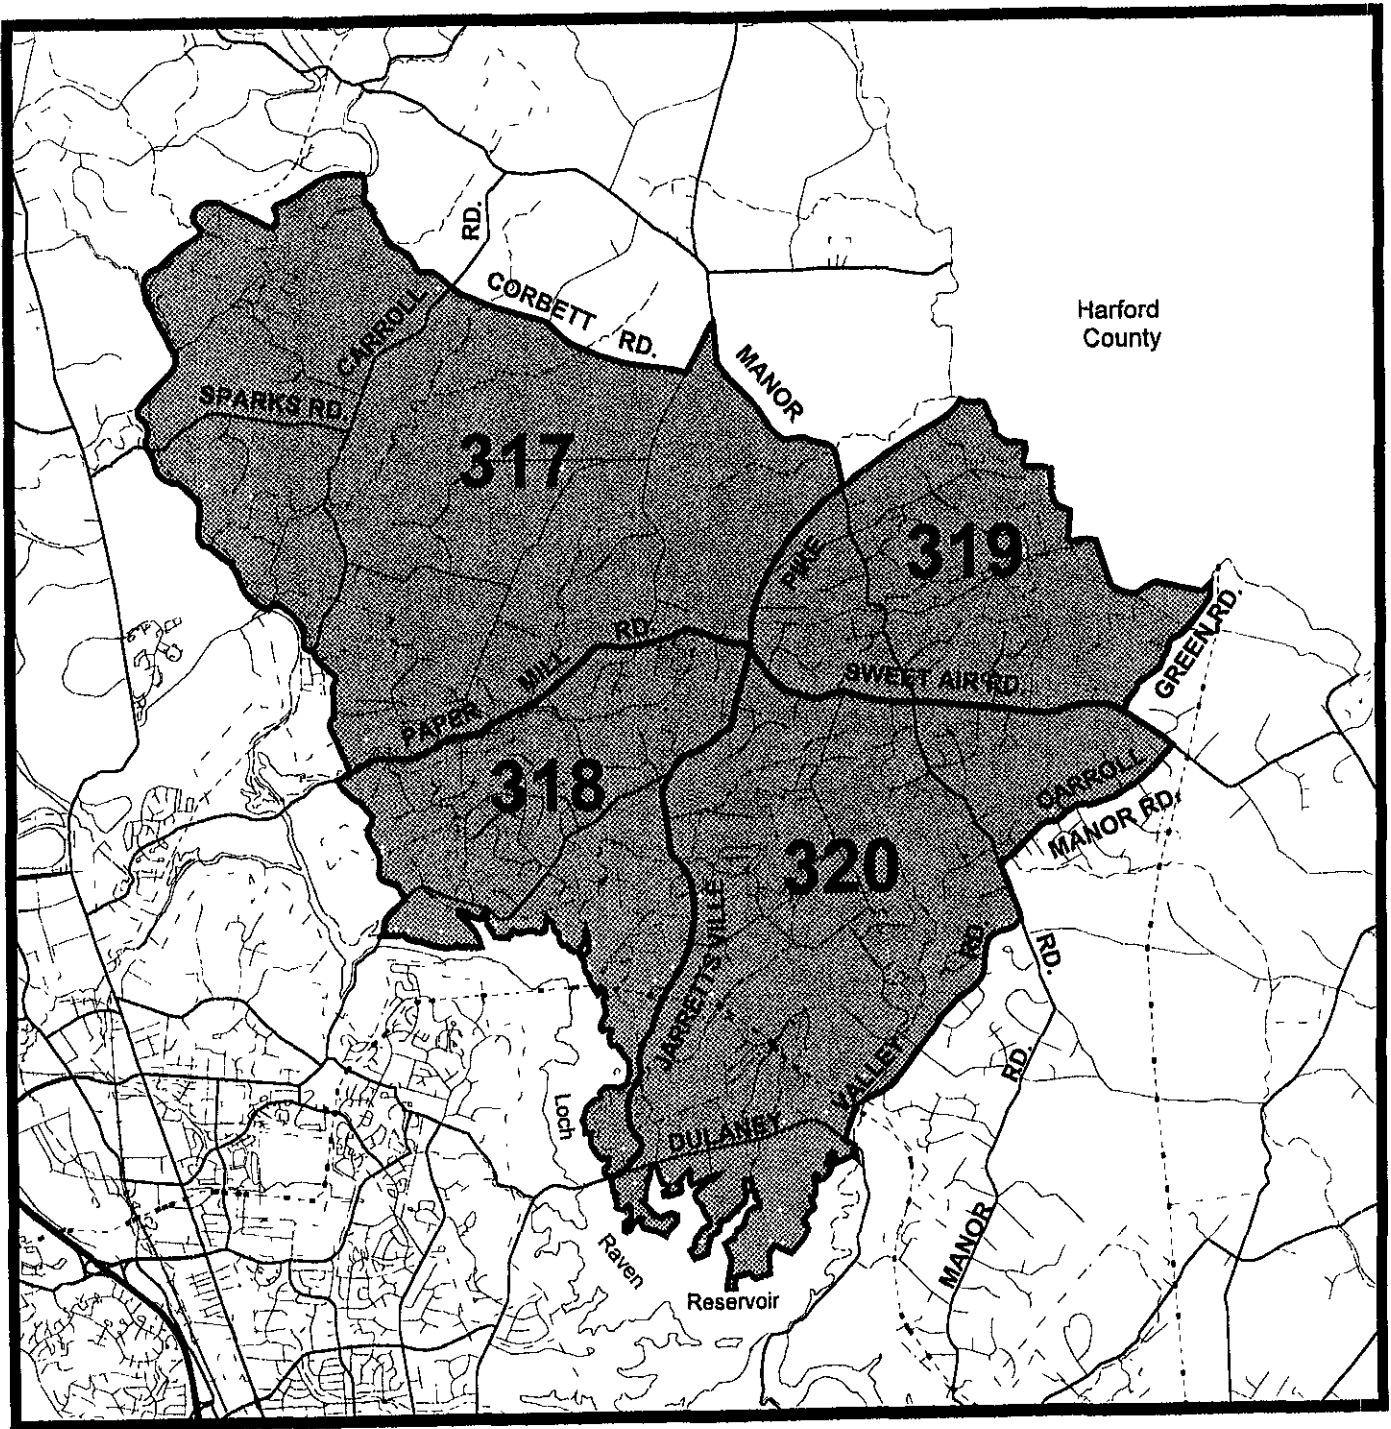 RD.
CORBETT RD.
Harford
County
CARROLL
MANOR
SPARKS RD.
317
319
PIKE
GREEN RD.
RD.
MILL
PAPER
SWEET AIR RD.
318
CARROLL
MANOR RD.
320
JARRETTSVILLE
RD.
RD.
VALLEY
RD.
Loch
DULANEY
MANOR
Raven
Reservoir